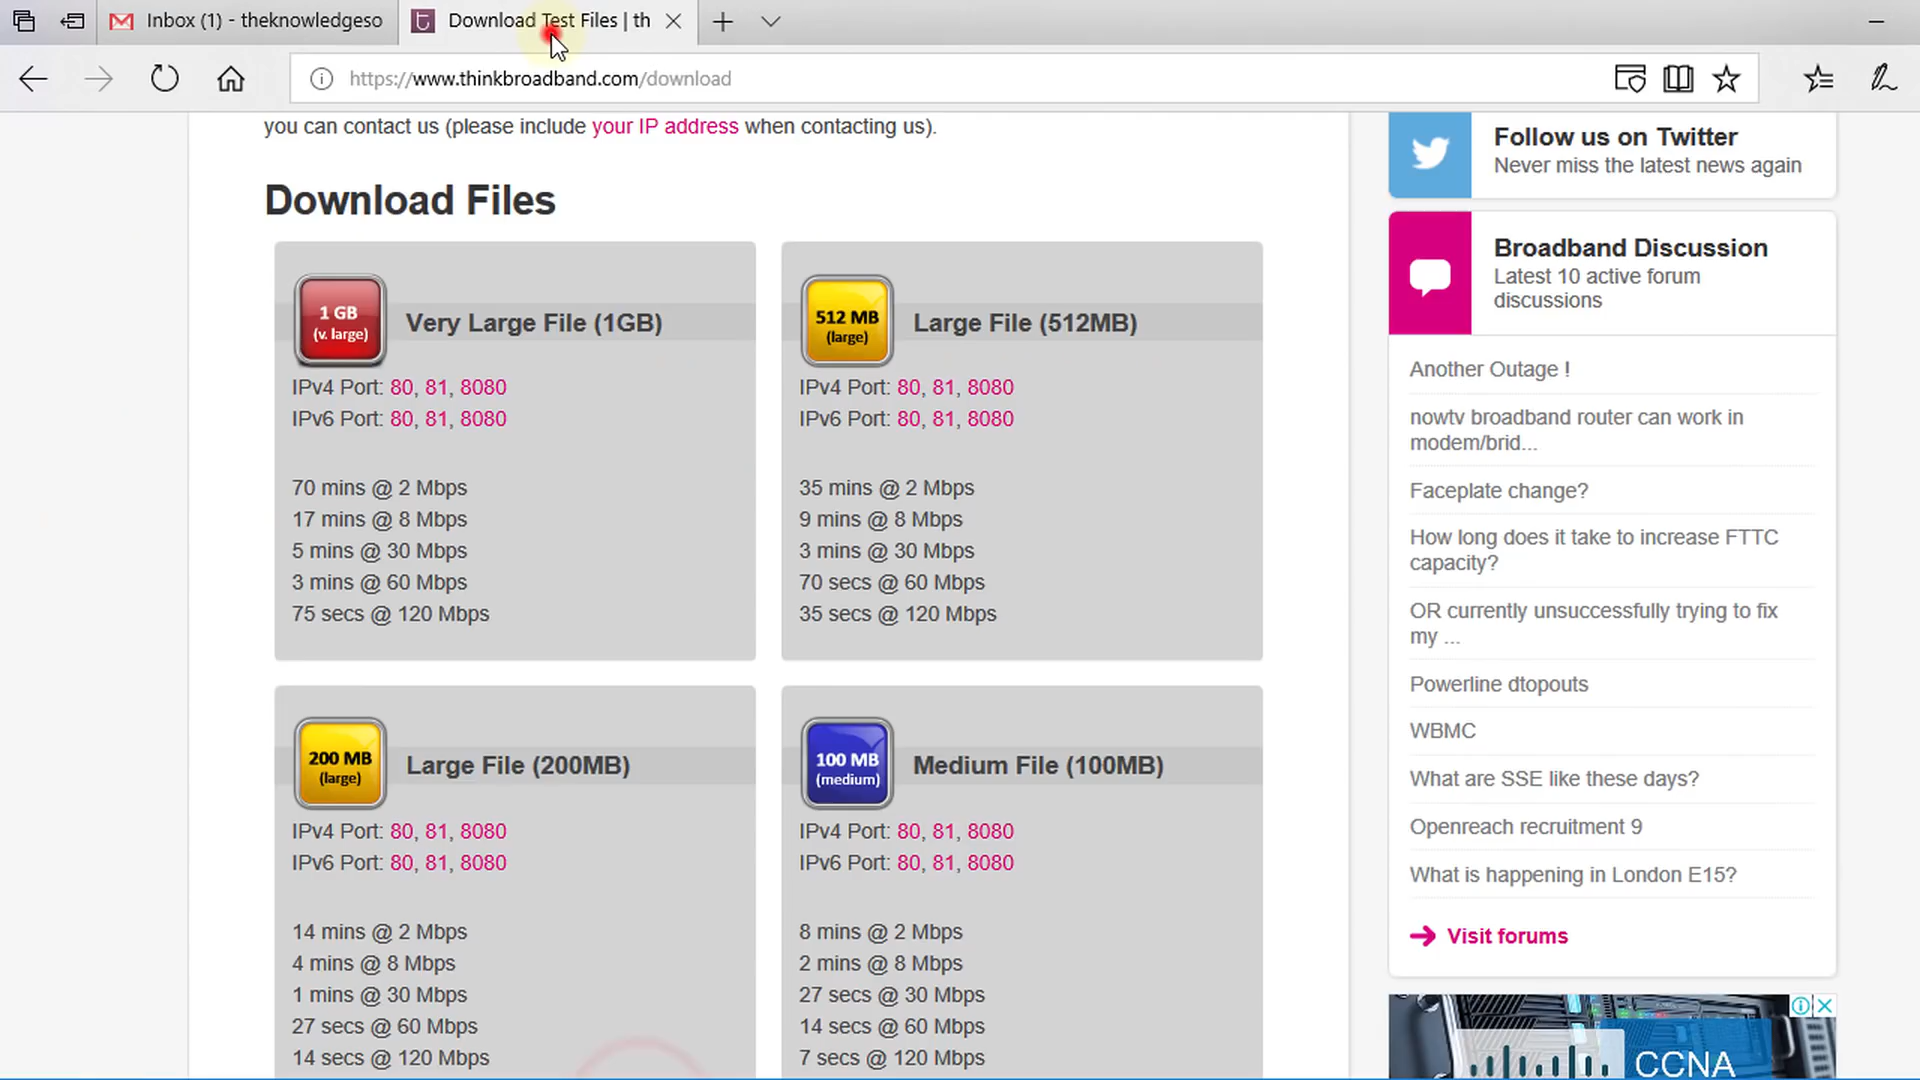 Inbox (1) - theknowledgeso
Download Test Files | th
https://www.thinkbroadband.com/download
you can contact us (please include your IP address when contacting us).
Download Files
1 GB
(v. large)
Very Large File (1GB)
IPv4 Port: 80, 81, 8080
IPv6 Port: 80, 81, 8080
70 mins @ 2 Mbps
17 mins @ 8 Mbps
5 mins @ 30 Mbps
3 mins @ 60 Mbps
75 secs @ 120 Mbps
512 MB
(large)
Large File (512MB)
IPv4 Port: 80, 81, 8080
IPv6 Port: 80, 81, 8080
35 mins @ 2 Mbps
9 mins @ 8 Mbps
3 mins @ 30 Mbps
70 secs @ 60 Mbps
35 secs @ 120 Mbps
200 MB
(large)
Large File (200MB)
IPv4 Port: 80, 81, 8080
IPv6 Port: 80, 81, 8080
14 mins @ 2 Mbps
4 mins @ 8 Mbps
1 mins @ 30 Mbps
27 secs @ 60 Mbps
14 secs @ 120 Mbps
100 MB
(medium)
Medium File (100MB)
IPv4 Port: 80, 81, 8080
IPv6 Port: 80, 81, 8080
8 mins @ 2 Mbps
2 mins @ 8 Mbps
27 secs @ 30 Mbps
14 secs @ 60 Mbps
7 secs @ 120 Mbps
Follow us on Twitter
Never miss the latest news again
Broadband Discussion
Latest 10 active forum
discussions
Another Outage !
nowtv broadband router can work in
modem/brid...
Faceplate change?
How long does it take to increase FTTC
capacity?
OR currently unsuccessfully trying to fix
my ...
Powerline dtopouts
WBMC
What are SSE like these days?
Openreach recruitment 9
What is happening in London E15?
Visit forums
CCNA